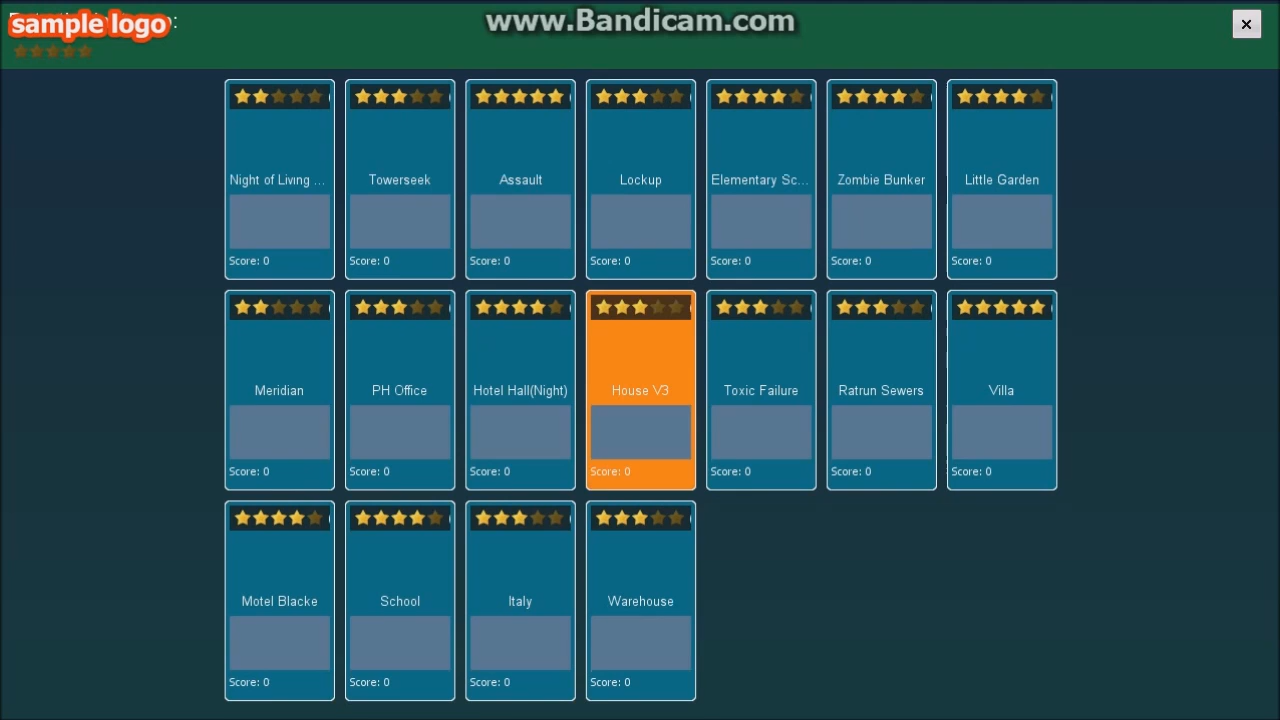 sample logo
www.Bandicam.com
Night of Living ...
Towerseek
Assault
Lockup
Elementary Sc...
Zombie Bunker
Little Garden
Score: 0
Score: 0
Score: 0
Score: 0
Score: 0
Score: 0
Score: 0
Meridian
PH Office
Hotel Hall(Night)
House V3
Toxic Failure
Ratrun Sewers
Villa
Score: 0
Score: 0
Score: 0
Score: 0
Score: 0
Score: 0
Score: 0
Motel Blacke
School
Italy
Warehouse
Score: 0
Score: 0
Score: 0
Score: 0